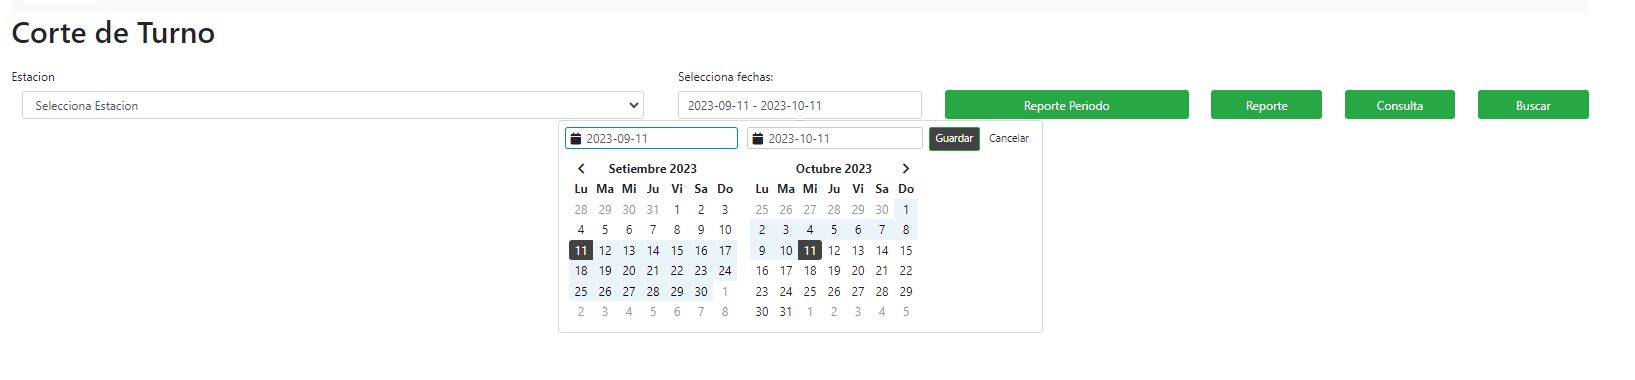 Corte de Turno
Estacion
Selecciona fechas:
Selecciona Estacion
2023-09-11 - 2023-10-11
Reporte Periodo
Reporte
Consulta
Buscar
2023-09-11
2023-10-11
Guardar
Cancelar
Setiembre 2023
Lu Ma Mi Ju Vi Sa Do
28 29 30 31 1 2 3
4 5 6 7 8 9 10
11 12 13 14 15 16 17
18 19 20 21 22 23 24
25 26 27 28 29 30 1
2 3 4 5 6 7 8
Octubre 2023
Lu Ma Mi Ju Vi Sa Do
25 26 27 28 29 30 1
2 3 4 5 6 7 8
9 10 11 12 13 14 15
16 17 18 19 20 21 22
23 24 25 26 27 28 29
30 31 1 2 3 4 5